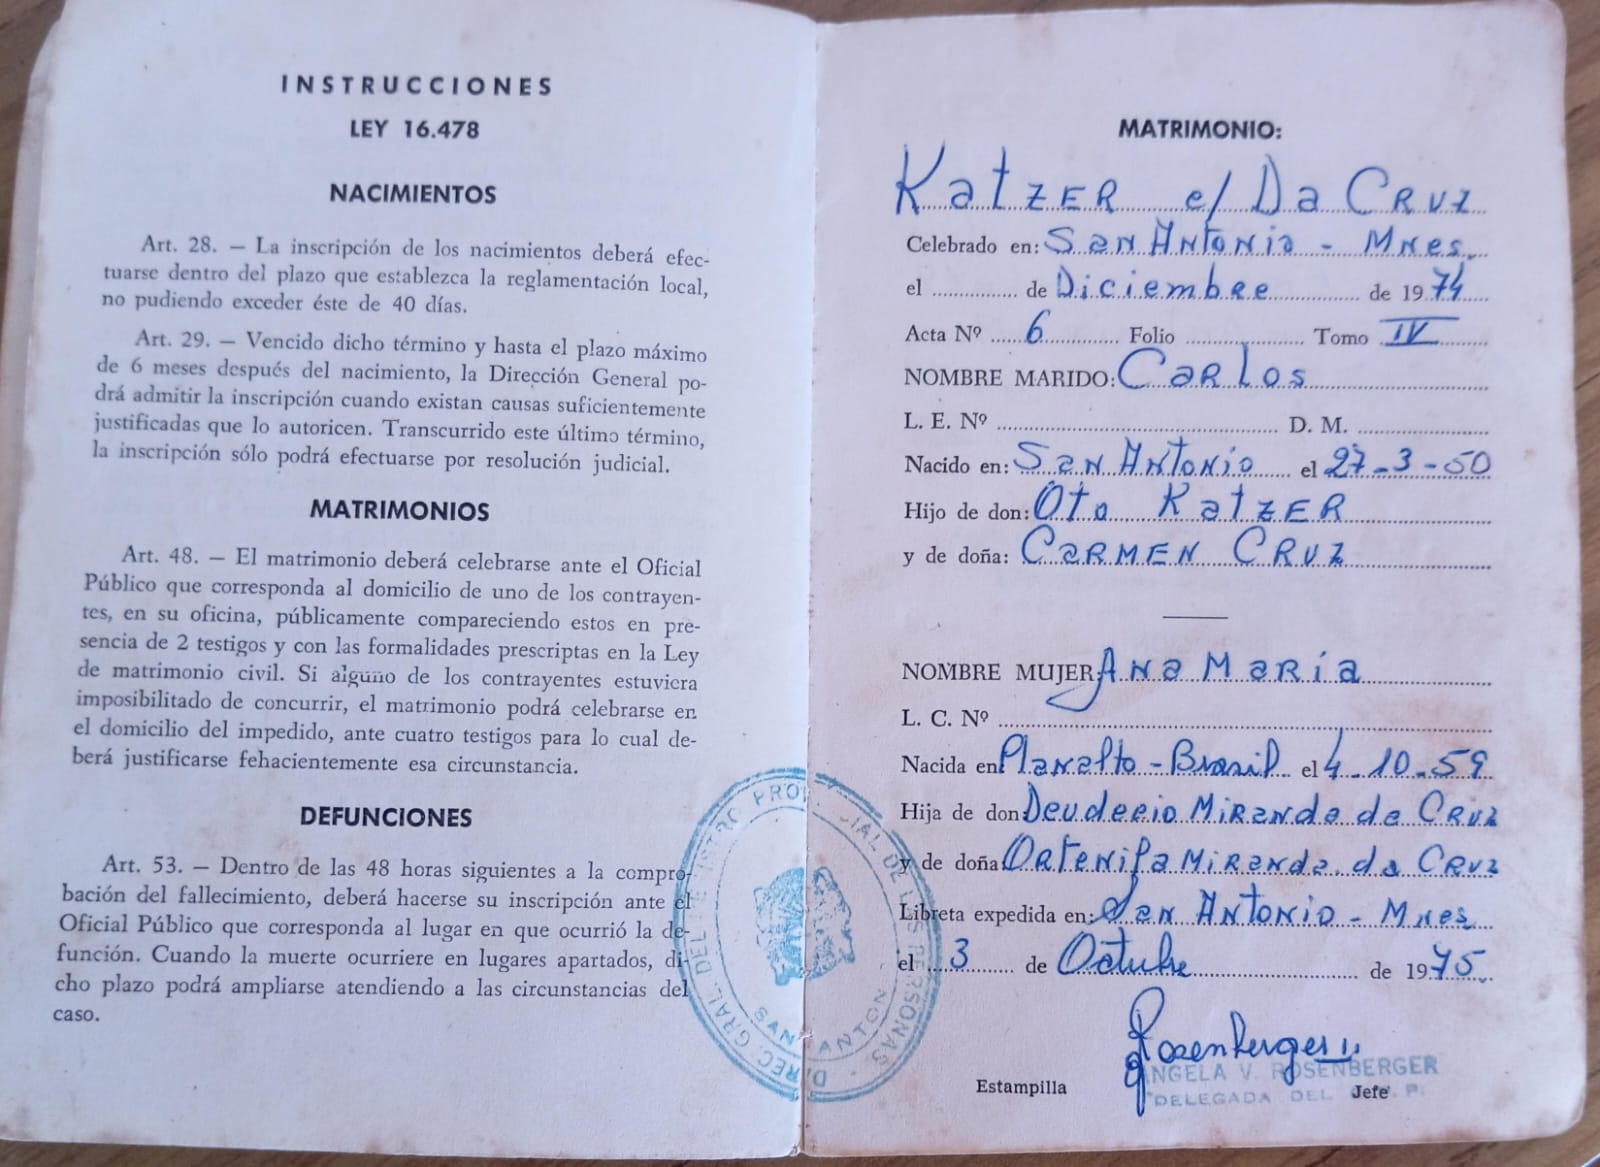 INSTRUCCIONES
LEY 16.478
NACIMIENTOS
Art. 28. — La inscripción de los nacimientos deberá efec-
tuarse dentro del plazo que establezca la reglamentación local,
no pudiendo exceder éste de 40 días.
Art. 29. — Vencido dicho término y hasta el plazo máximo
de 6 meses después del nacimiento, la Dirección General po-
drá admitir la inscripción cuando existan causas suficientemente
justificadas que lo autoricen. Transcurrido este último término,
la inscripción sólo podrá efectuarse por resolución judicial.
MATRIMONIOS
Art. 48. — El matrimonio deberá celebrarse ante el Oficial
Público que corresponda al domicilio de uno de los contrayen-
tes, en su oficina, públicamente compareciendo estos en pre-
sencia de 2 testigos y con las formalidades prescriptas en la Ley
de matrimonio civil. Si alguno de los contrayentes estuviera
imposibilitado de concurrir, el matrimonio podrá celebrarse en
el domicilio del impedido, ante cuatro testigos para lo cual de-
berá justificarse fehacientemente esa circunstancia.
DEFUNCIONES
Art. 53. — Dentro de las 48 horas siguientes a la compro-
bación del fallecimiento, deberá hacerse su inscripción ante el
Oficial Público que corresponda al lugar en que ocurrió la de-
función. Cuando la muerte ocurriere en lugares apartados, di-
cho plazo podrá ampliarse atendiendo a las circunstancias del
caso.
MATRIMONIO:
Katzer c/ Da Cruz
Celebrado en: San Antonio - Mnes.
el ............ de Diciembre de 1974
Acta Nº 6 Folio ............ Tomo IV
NOMBRE MARIDO: Carlos
L. E. Nº ............ D. M. ............
Nacido en: San Antonio el 27-3-50
Hijo de don: Oto Katzer
y de doña: Carmen Cruz
NOMBRE MUJER: Ana María
L. C. Nº ............
Nacida en Planalto - Brasil el 4-10-59
Hija de don Miranda da Cruz
y de doña Miranda da Cruz
Libreta expedida en: San Antonio - Mnes
el 3 de Octubre de 1975
Rosenberger
ANGELA V. ROSENBERGER
DELEGADA DEL
Estampilla Jefe
DIREC. GRAL. DEL REGISTRO PROVINCIAL DE LAS PERSONAS
SAN ANTONIO